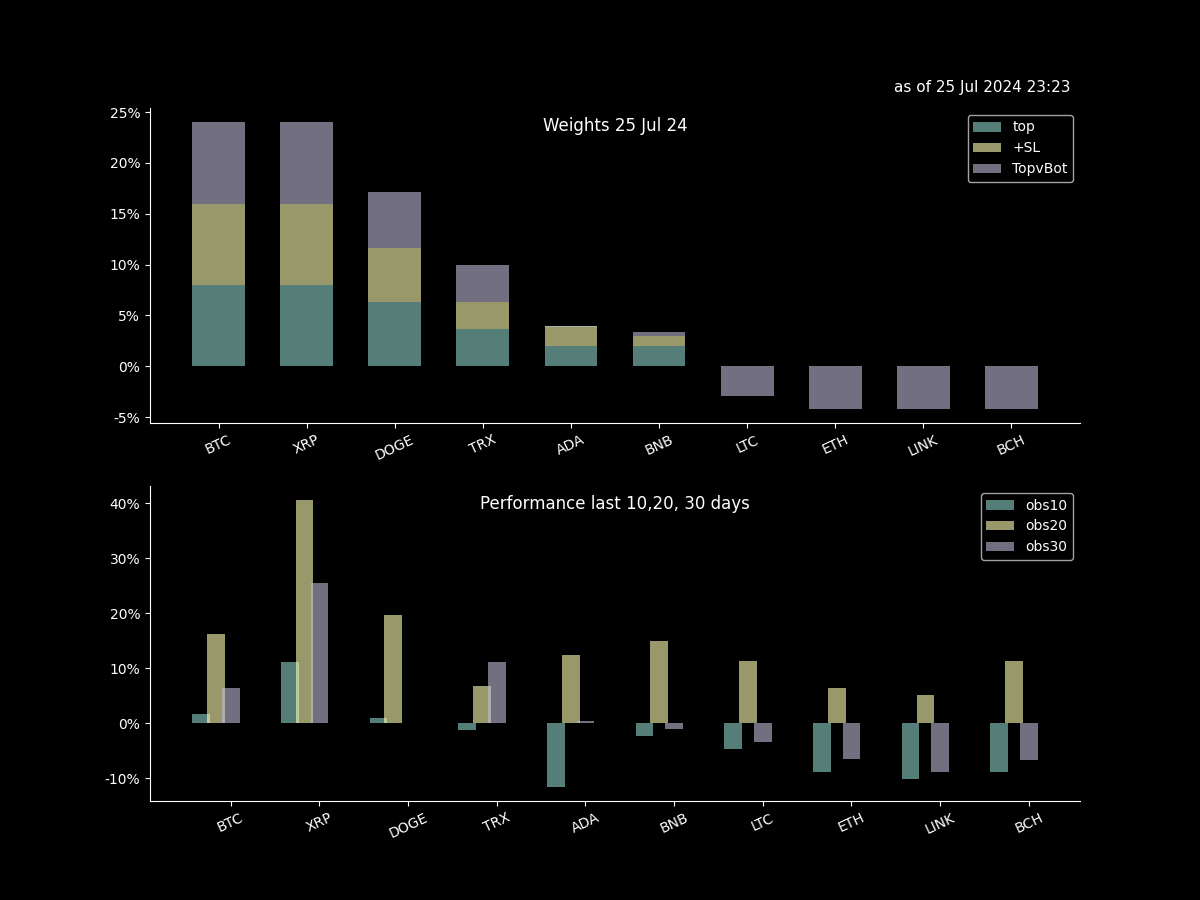 as of 25 Jul 2024 23:23
Weights 25 Jul 24
top
+SL
TopvBot
25%
20%
15%
10%
5%
0%
-5%
BTC XRP DOGE TRX ADA BNB LTC ETH LINK BCH
Performance last 10,20, 30 days
obs10
obs20
obs30
40%
30%
20%
10%
0%
-10%
BTC XRP DOGE TRX ADA BNB LTC ETH LINK BCH